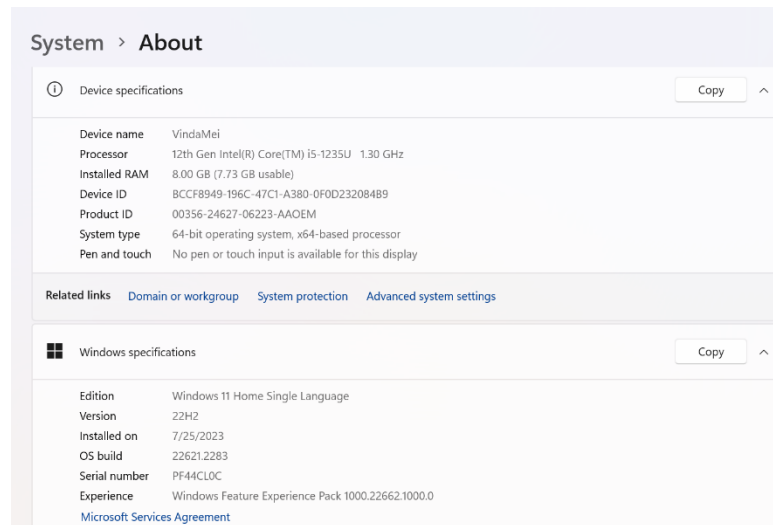 System > About
Device specifications Copy
Device name VindaMei
Processor 12th Gen Intel(R) Core(TM) i5-1235U 1.30 GHz
Installed RAM 8.00 GB (7.73 GB usable)
Device ID BCCF8949-196C-47C1-A380-0F0D232084B9
Product ID 00356-24627-06223-AAOEM
System type 64-bit operating system, x64-based processor
Pen and touch No pen or touch input is available for this display
Related links Domain or workgroup System protection Advanced system settings
Windows specifications Copy
Edition Windows 11 Home Single Language
Version 22H2
Installed on 7/25/2023
OS build 22621.2283
Serial number PF44CL0C
Experience Windows Feature Experience Pack 1000.22662.1000.0
Microsoft Services Agreement